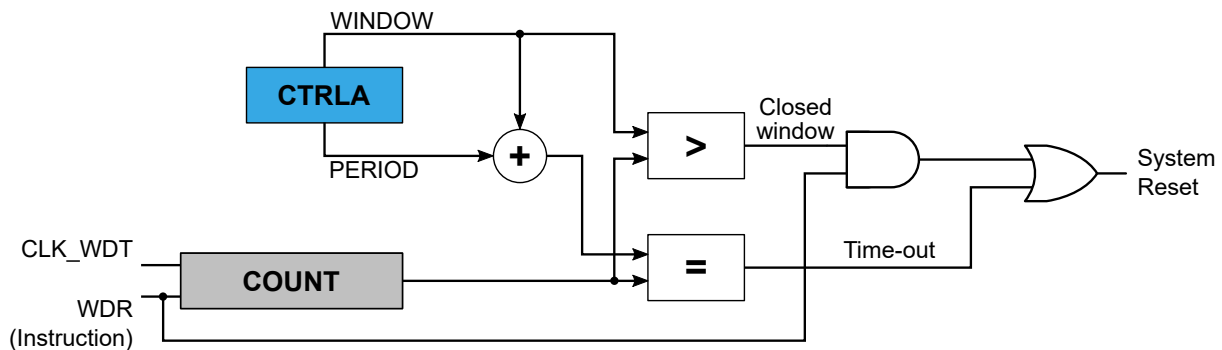 WINDOW
CTRLA
PERIOD
+
>
Closed
window
System
Reset
CLK_WDT
COUNT
=
Time-out
WDR
(Instruction)